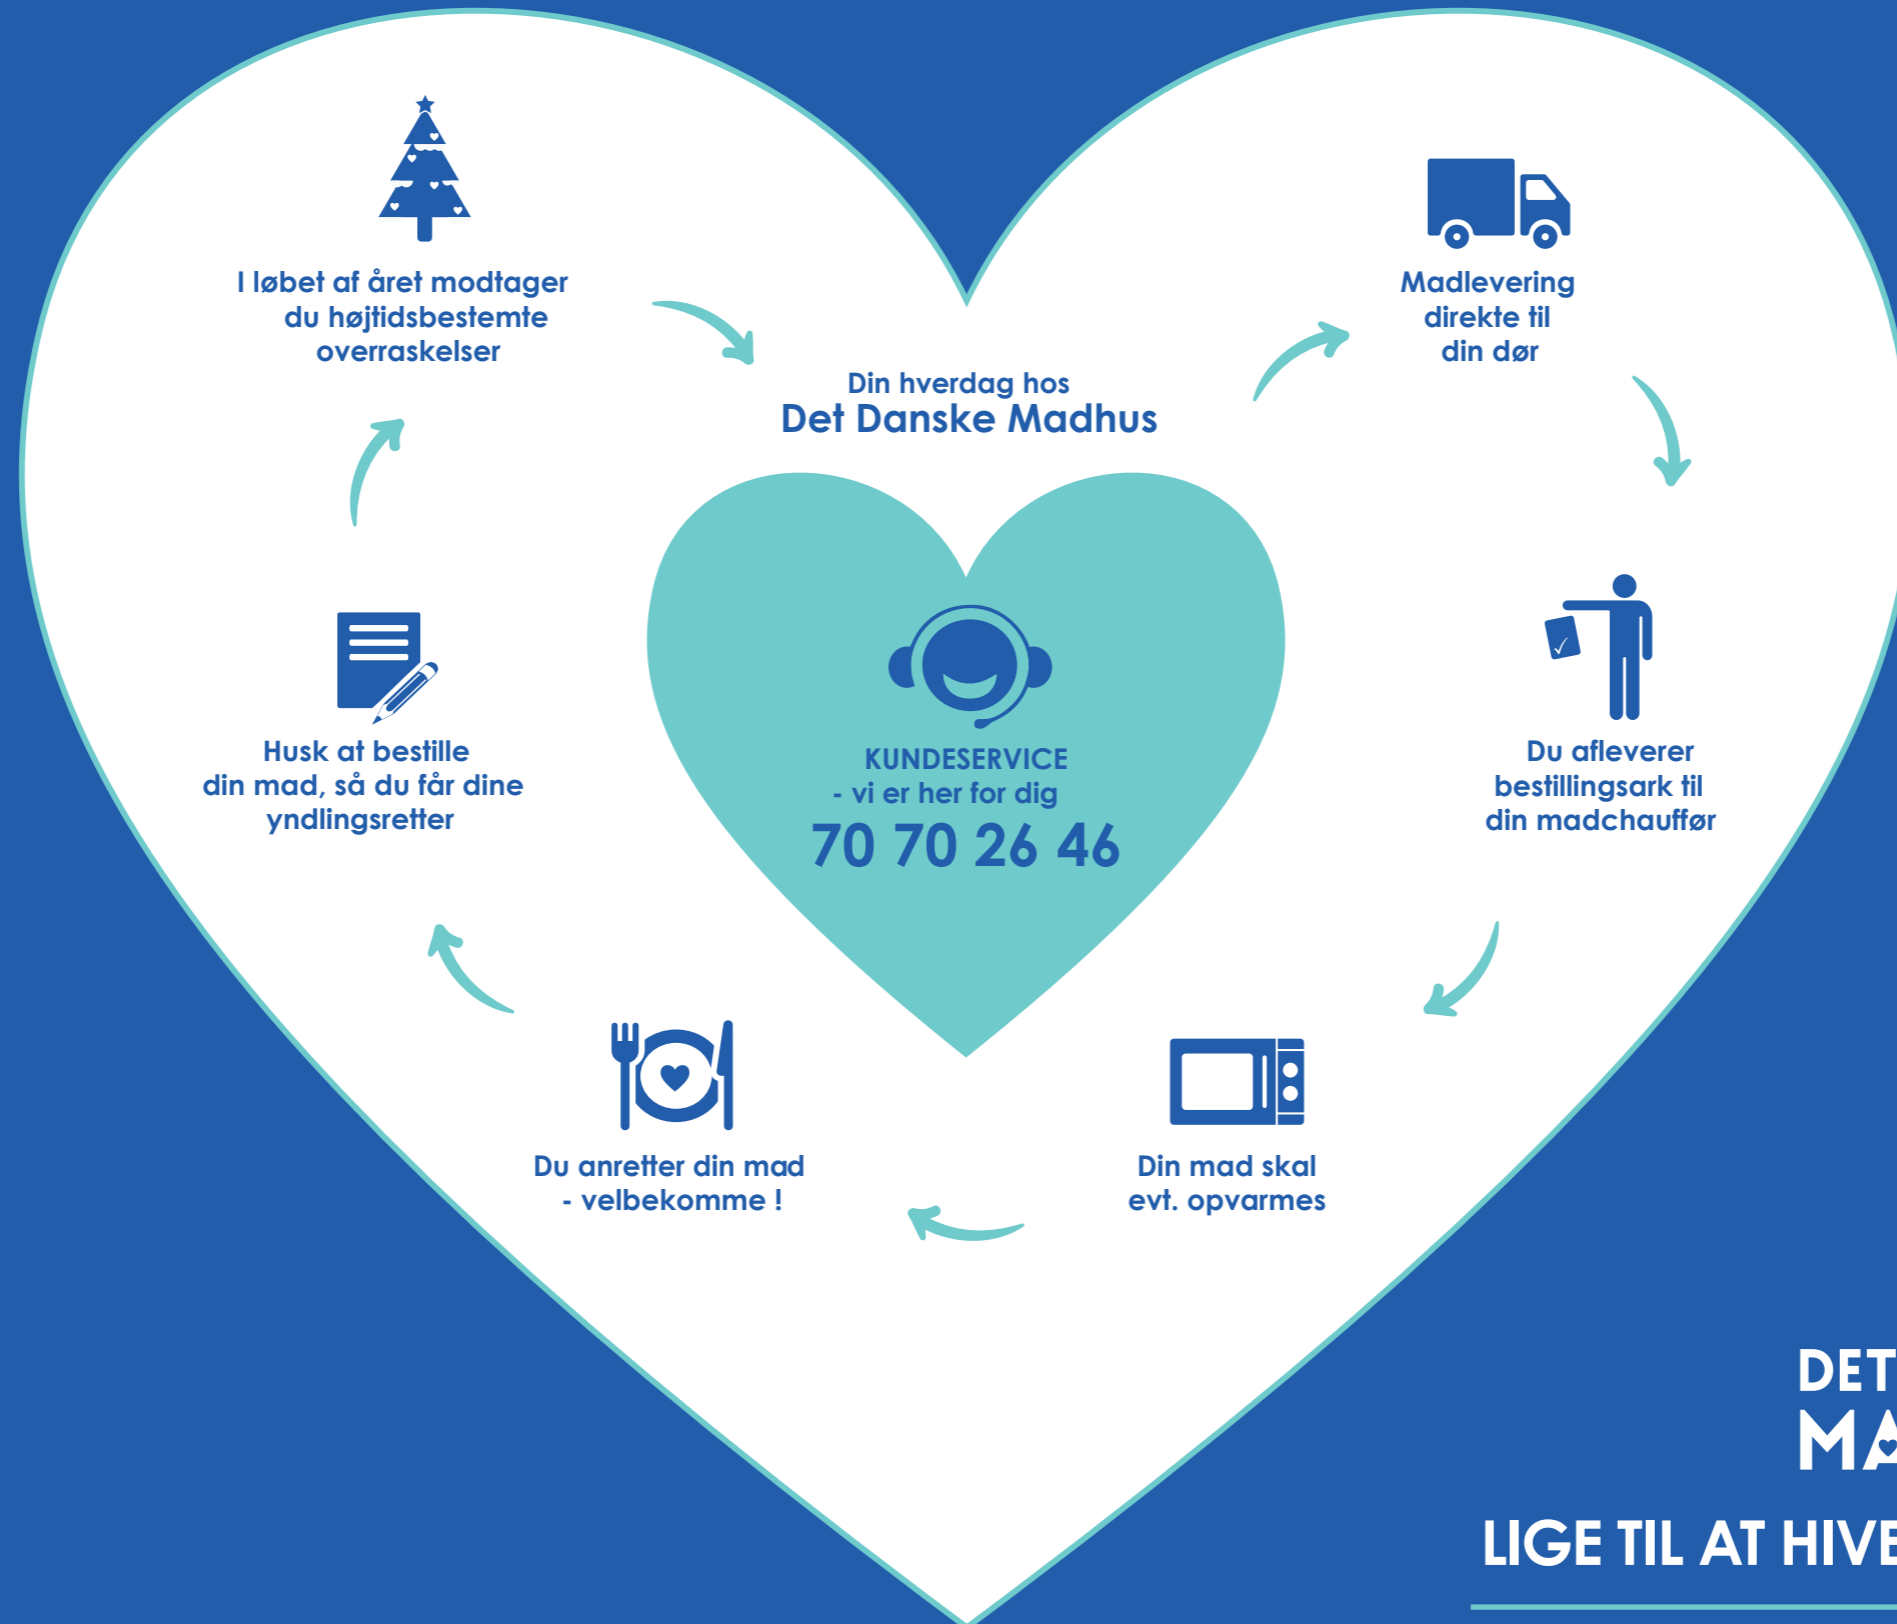 Din hverdag hos
Det Danske Madhus
Madlevering
direkte til
din dør
Du afleverer
bestillingsark til
din madchauffør
Din mad skal
evt. opvarmes
Du anretter din mad
- velbekomme !
Husk at bestille
din mad, så du får dine
yndlingsretter
I løbet af året modtager
du højtidsbestemte
overraskelser
KUNDESERVICE
- vi er her for dig
70 70 26 46
DET
MA
LIGE TIL AT HIVE